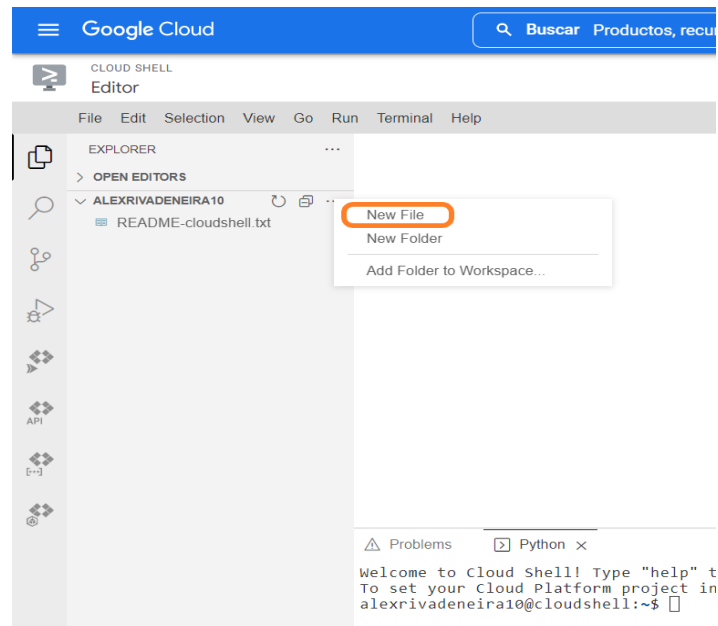 Google Cloud
Buscar Productos, recur
CLOUD SHELL
Editor
File Edit Selection View Go Run Terminal Help
EXPLORER
OPEN EDITORS
ALEXRIVADENEIRA10
README-cloudshell.txt
New File
New Folder
Add Folder to Workspace...
API
Problems
Python
Welcome to Cloud Shell! Type "help" t
To set your Cloud Platform project in
alexrivadeneira10@cloudshell:~$